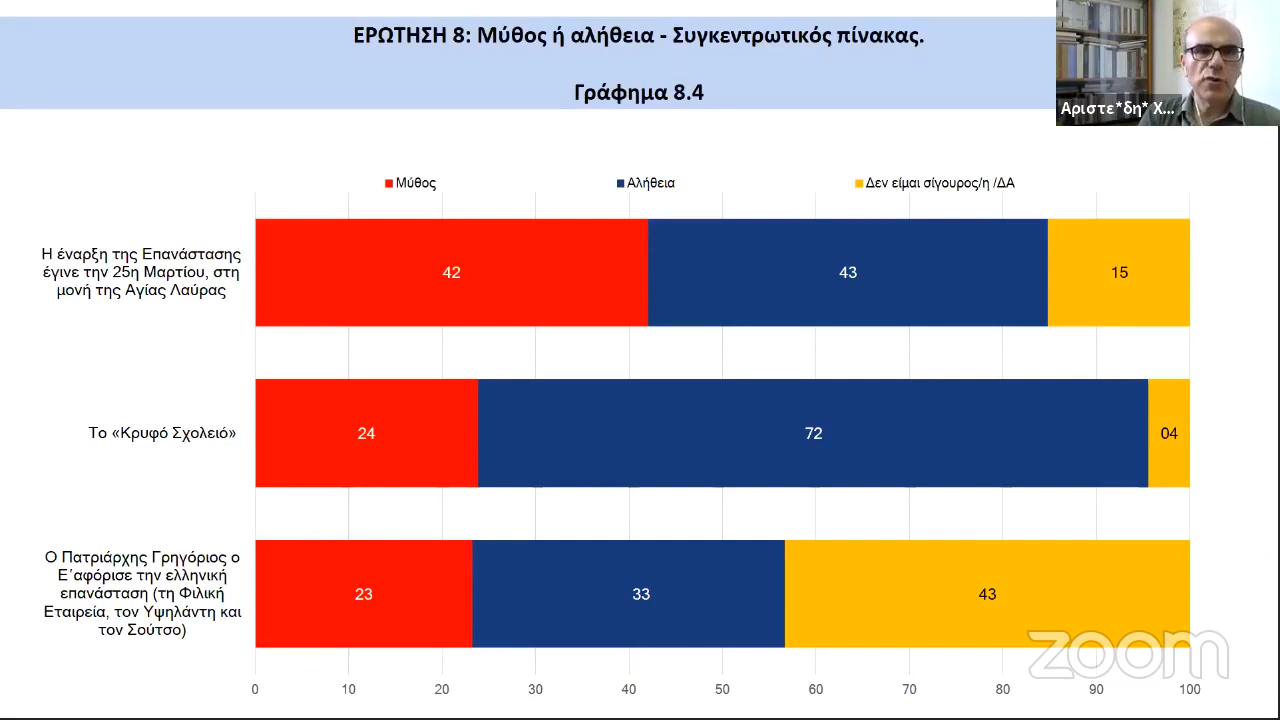 ΕΡΩΤΗΣΗ 8: Μύθος ή αλήθεια - Συγκεντρωτικός πίνακας.
Γράφημα 8.4
Αριστε*δη* Χ...
Μύθος
Αλήθεια
Δεν είμαι σίγουρος/η /ΔΑ
Η έναρξη της Επανάστασης
έγινε την 25η Μαρτίου, στη
μονή της Αγίας Λαύρας
42
43
15
Το «Κρυφό Σχολειό»
24
72
04
Ο Πατριάρχης Γρηγόριος ο
Ε΄αφόρισε την ελληνική
επανάσταση (τη Φιλική
Εταιρεία, τον Υψηλάντη και
τον Σούτσο)
23
33
43
0
10
20
30
40
50
60
70
80
90
100
zoom